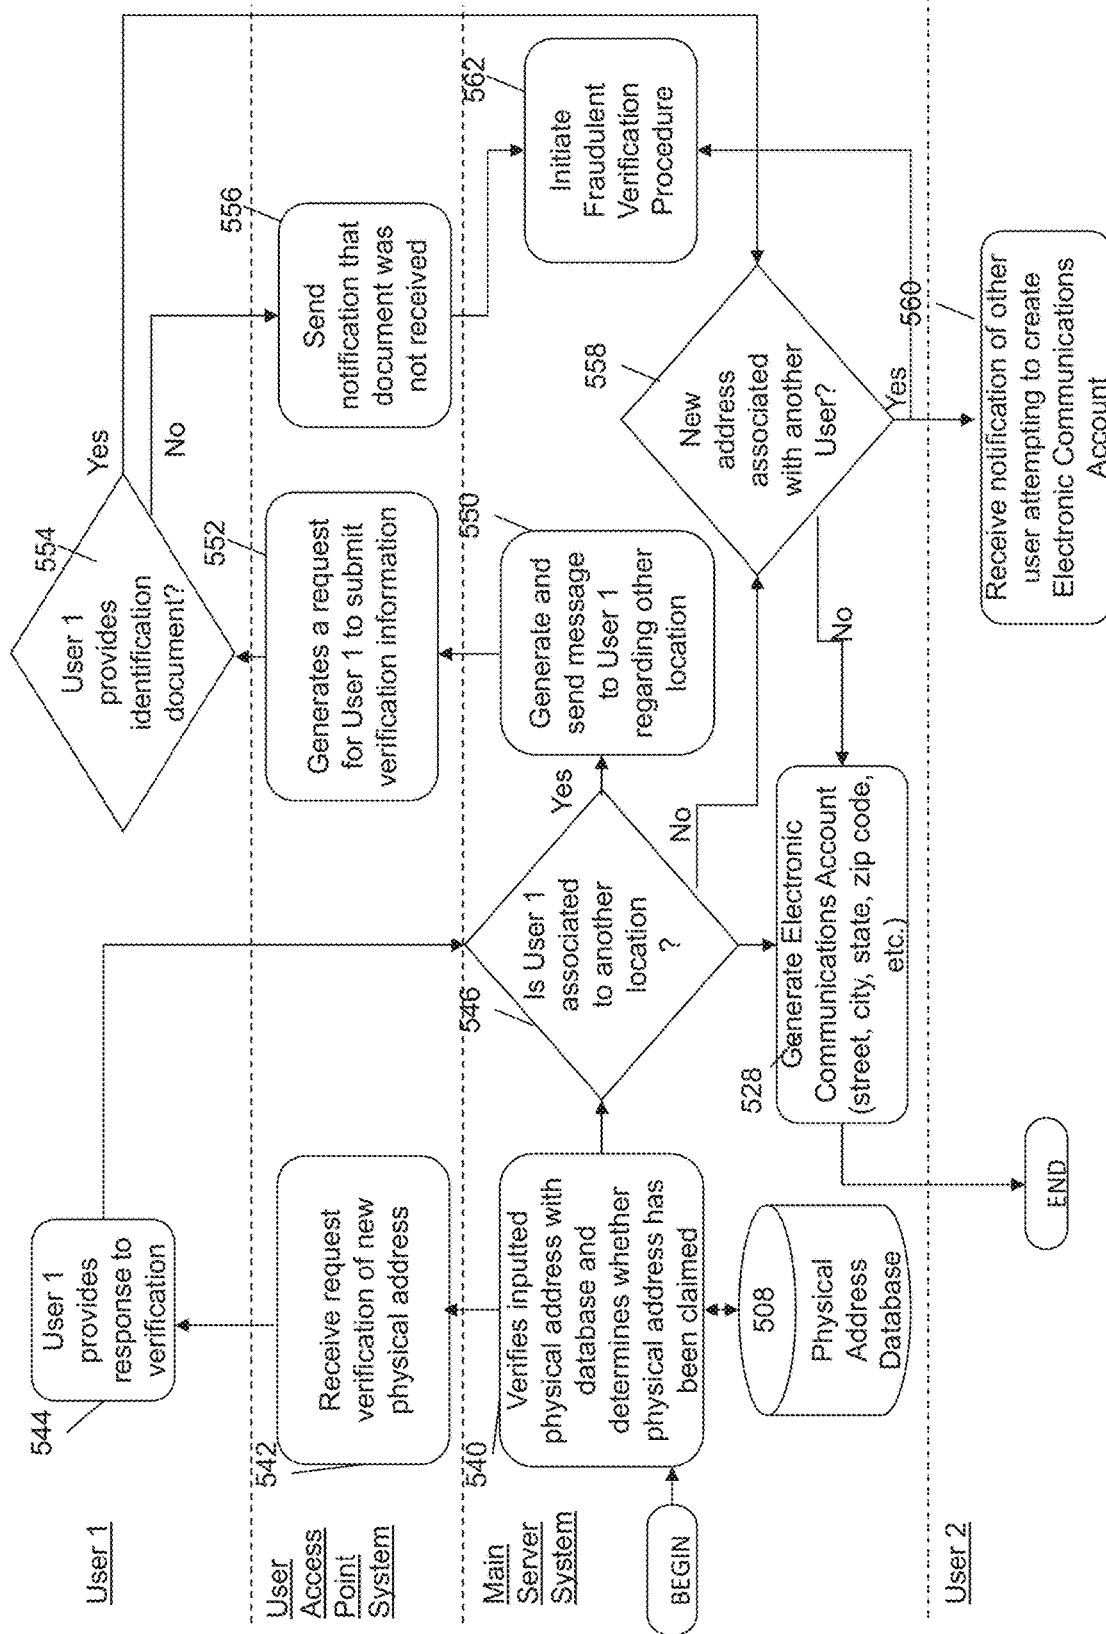 User 1
544
User 1
provides
response to
verification
554
User 1
provides
identification
document?
Yes
No
User
Access
Point
System
542
Receive request
verification of new
physical address
552
Generates a request
for User 1 to submit
verification information
556
Send
notification that
document was
not received
Main
Server
System
BEGIN
540
Verifies inputted
physical address with
database and
determines whether
physical address has
been claimed
508
Physical
Address
Database
546
Is User 1
associated
to another
location
?
Yes
No
550
Generate and
send message
to User 1
regarding other
location
528
Generate Electronic
Communications Account
(street, city, state, zip code,
etc.)
558
New
address
associated
with another
User?
No
Yes
562
Initiate
Fraudulent
Verification
Procedure
User 2
END
560
Receive notification of other
user attempting to create
Electronic Communications
Account